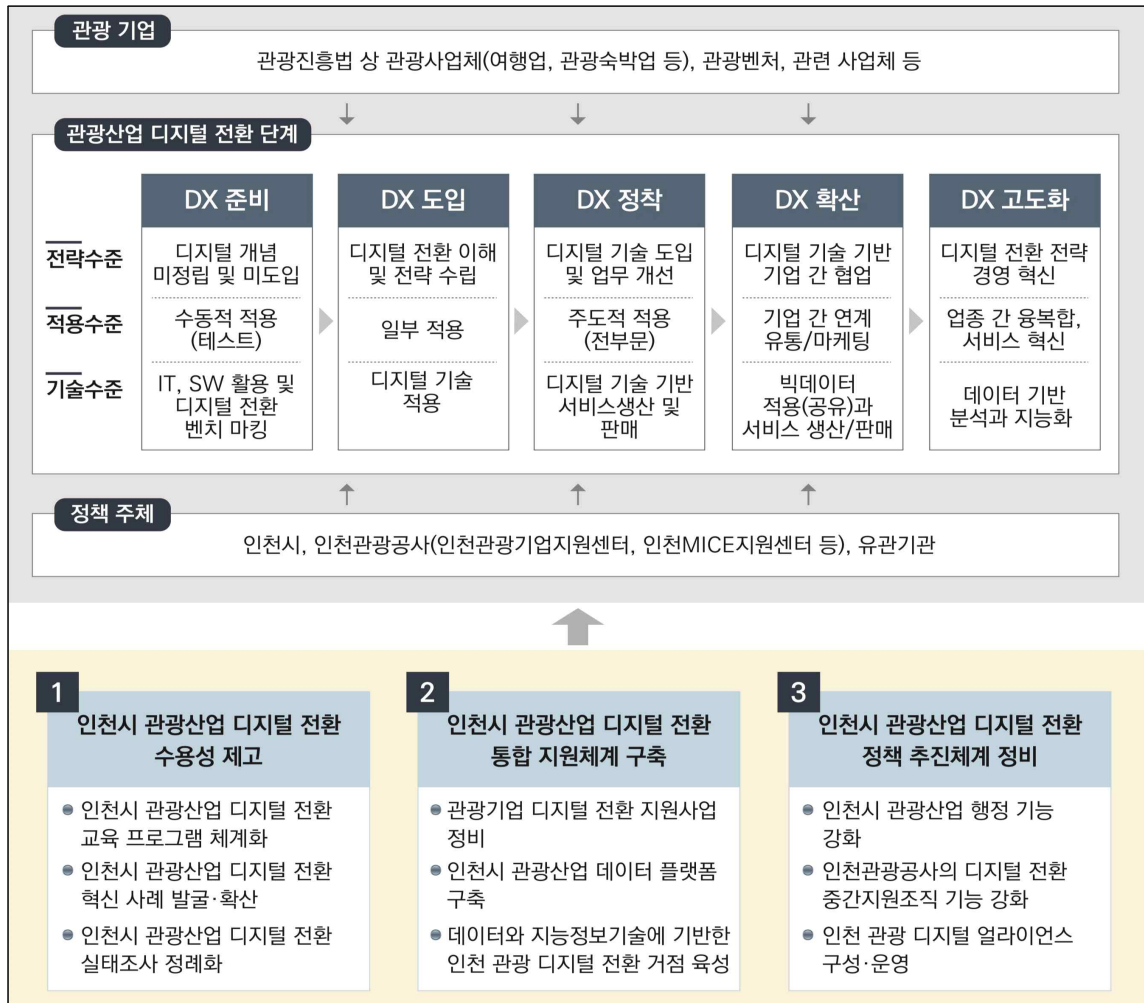 관광 기업
관광진흥법 상 관광사업체(여행업, 관광숙박업 등), 관광벤처, 관련 사업체 등
관광산업 디지털 전환 단계
DX 준비
DX 도입
DX 정착
DX 확산
DX 고도화
전략수준
디지털 개념
미정립 및 미도입
디지털 전환 이해
및 전략 수립
디지털 기술 도입
및 업무 개선
디지털 기술 기반
기업 간 협업
디지털 전환 전략
경영 혁신
적용수준
수동적 적용
(테스트)
일부 적용
주도적 적용
(전부문)
기업 간 연계
유통/마케팅
업종 간 융복합,
서비스 혁신
기술수준
IT, SW 활용 및
디지털 전환
벤치 마킹
디지털 기술
적용
디지털 기술 기반
서비스생산 및
판매
빅데이터
적용(공유)과
서비스 생산/판매
데이터 기반
분석과 지능화
정책 주체
인천시, 인천관광공사(인천관광기업지원센터, 인천MICE지원센터 등), 유관기관
1
인천시 관광산업 디지털 전환
수용성 제고
인천시 관광산업 디지털 전환
교육 프로그램 체계화
인천시 관광산업 디지털 전환
혁신 사례 발굴·확산
인천시 관광산업 디지털 전환
실태조사 정례화
2
인천시 관광산업 디지털 전환
통합 지원체계 구축
관광기업 디지털 전환 지원사업
정비
인천시 관광산업 데이터 플랫폼
구축
데이터와 지능정보기술에 기반한
인천 관광 디지털 전환 거점 육성
3
인천시 관광산업 디지털 전환
정책 추진체계 정비
인천시 관광산업 행정 기능
강화
인천관광공사의 디지털 전환
중간지원조직 기능 강화
인천 관광 디지털 얼라이언스
구성·운영